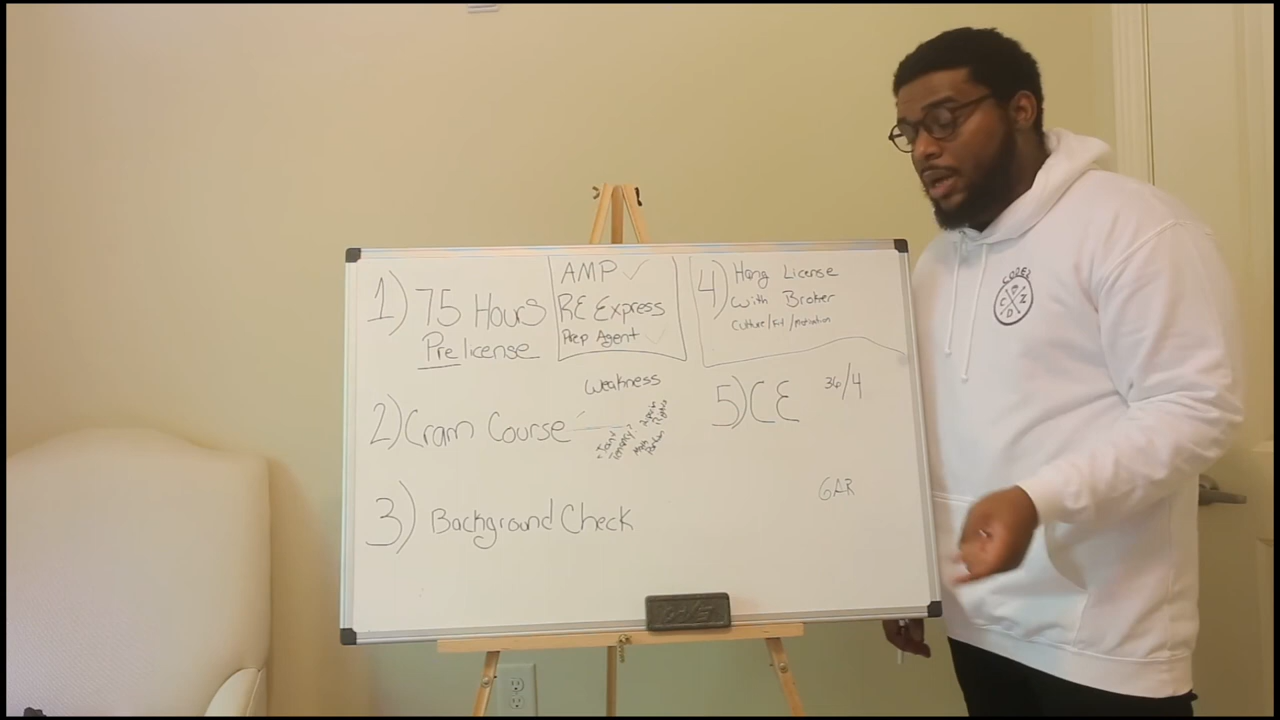 1) 75 Hours
Prelicense
AMP ✓
RE Express
Prep Agent
4) Hang License
with Broker
Culture/Fit/Motivation
Weakness
2) Cram Course
5) CE 36/4
3) Background Check
GAR
CODEZ
C D Z